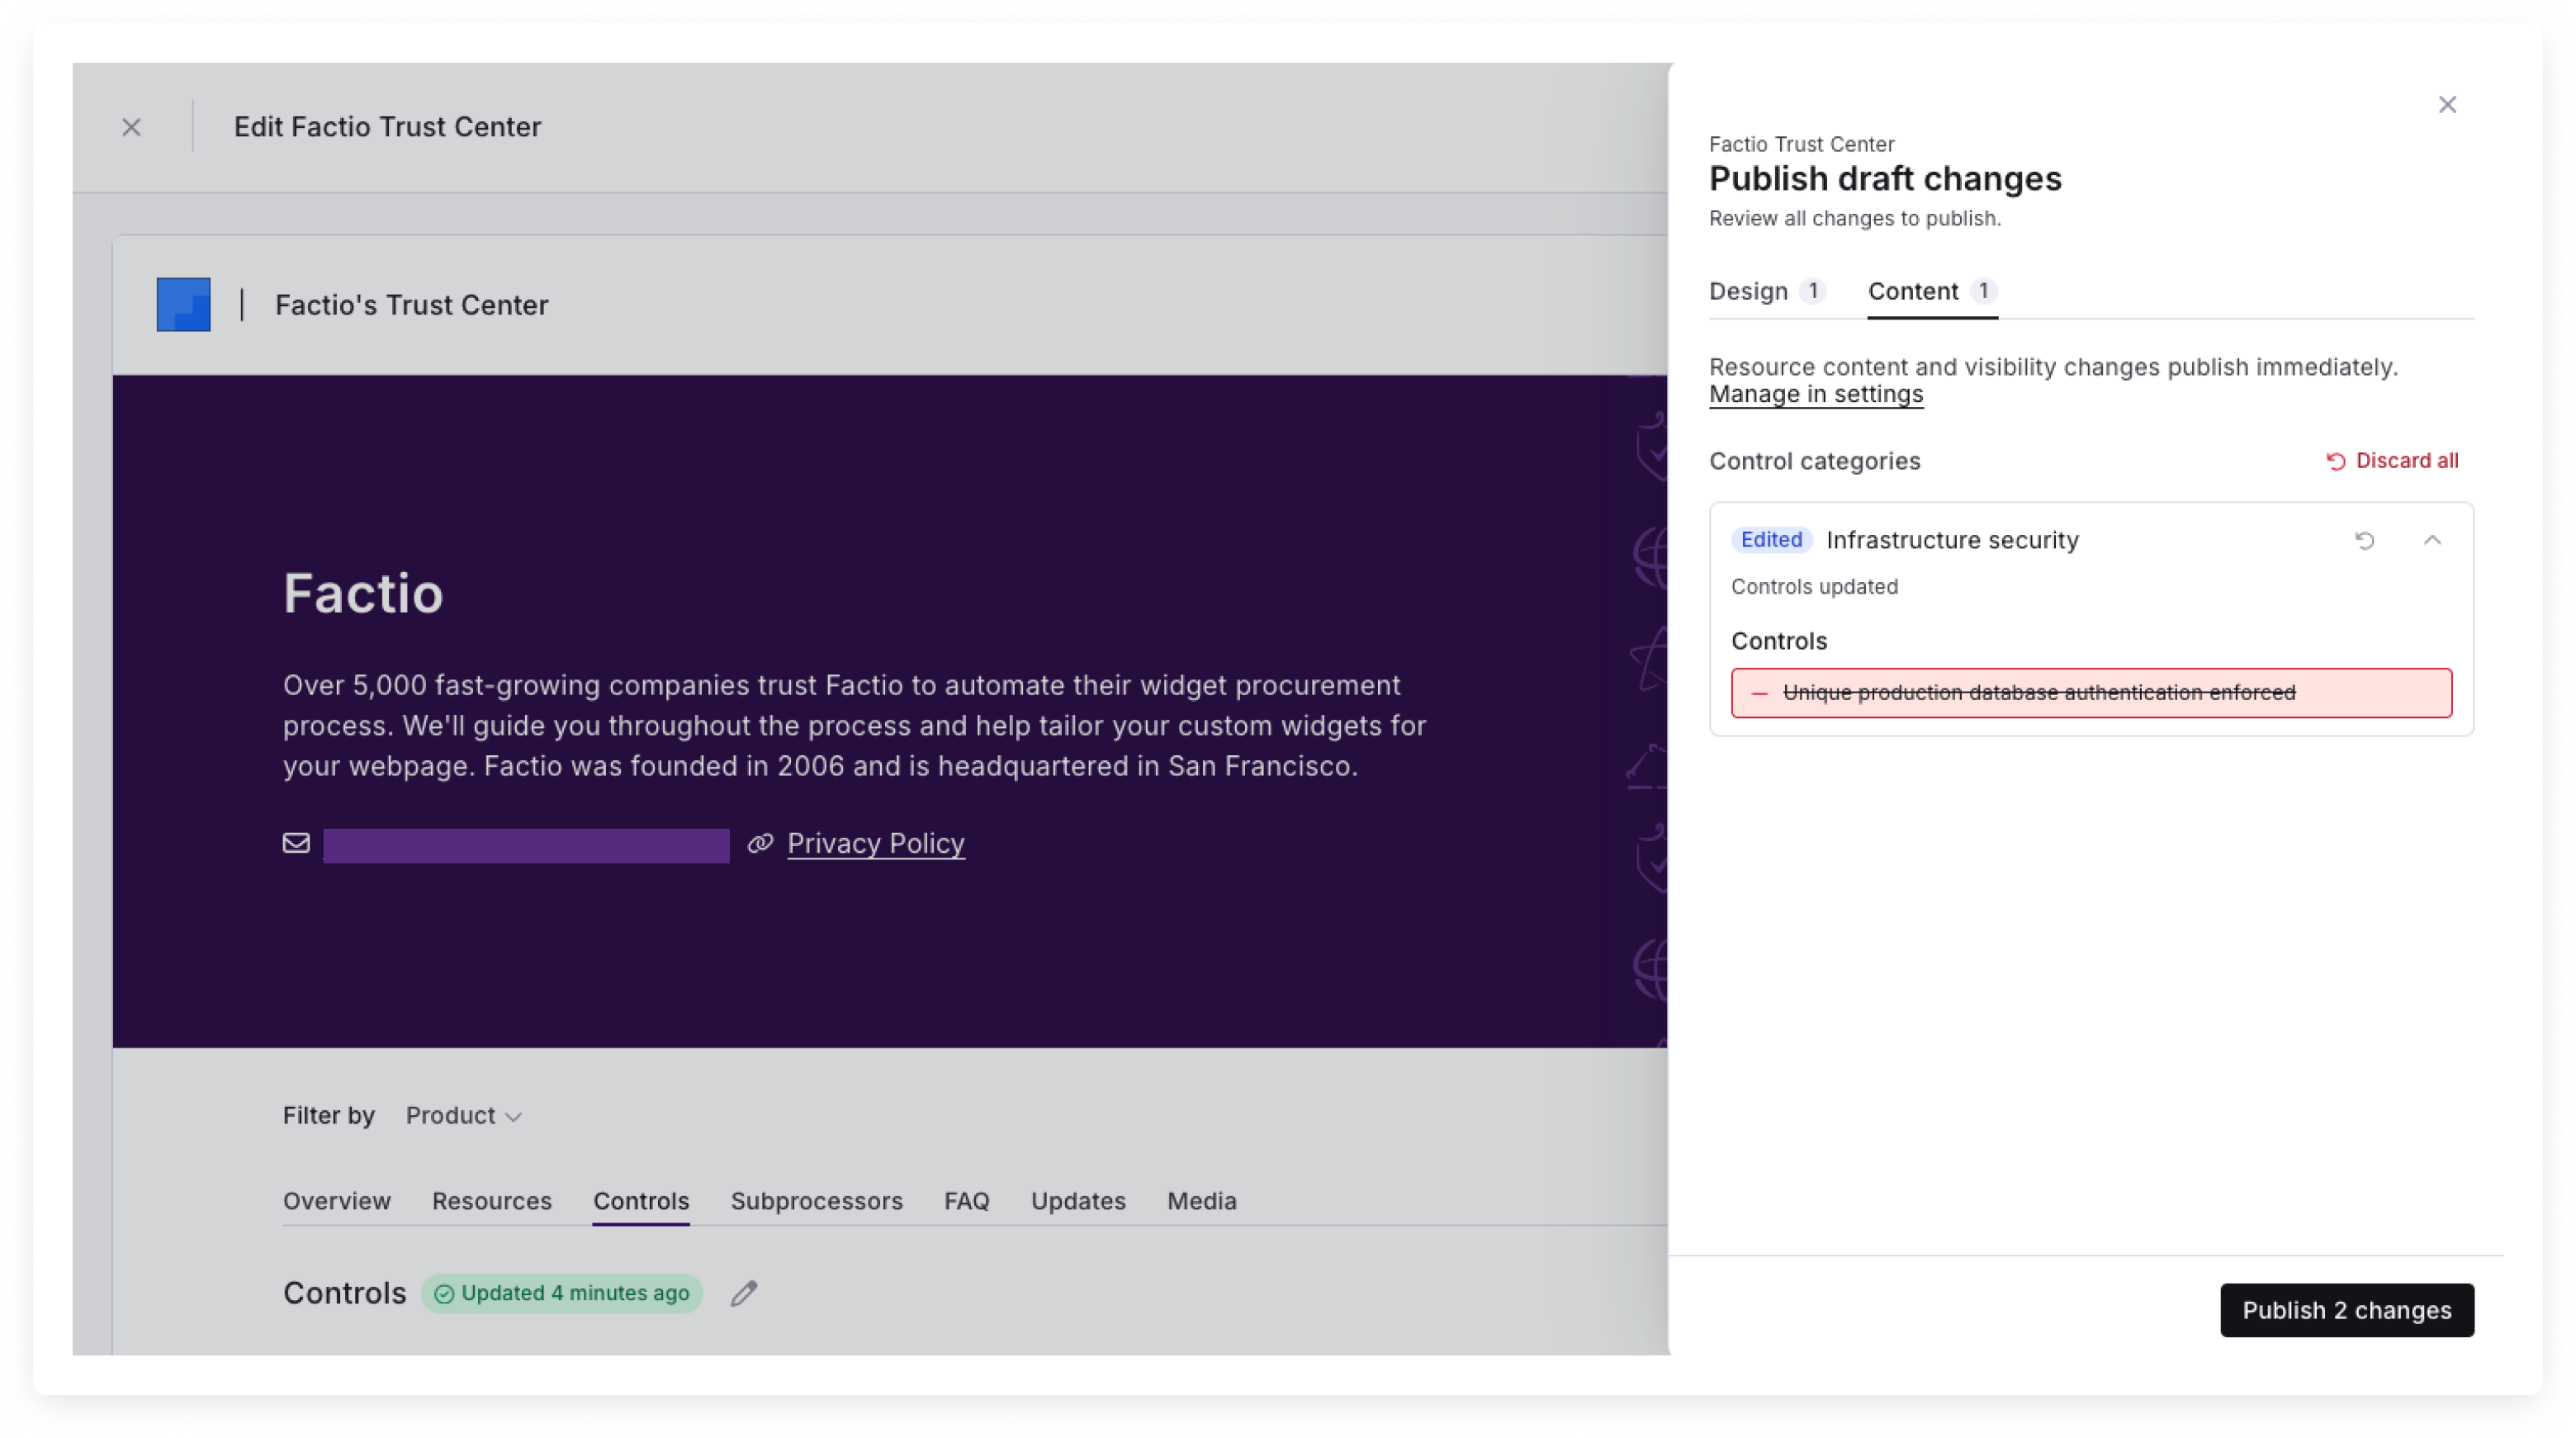 Edit Factio Trust Center
Factio's Trust Center
Factio
Over 5,000 fast-growing companies trust Factio to automate their widget procurement
process. We'll guide you throughout the process and help tailor your custom widgets for
your webpage. Factio was founded in 2006 and is headquartered in San Francisco.
Privacy Policy
Filter by Product
Overview Resources Controls Subprocessors FAQ Updates Media
Controls Updated 4 minutes ago
Factio Trust Center
Publish draft changes
Review all changes to publish.
Design 1 Content 1
Resource content and visibility changes publish immediately.
Manage in settings
Control categories Discard all
Edited Infrastructure security
Controls updated
Controls
Unique production database authentication enforced
Publish 2 changes